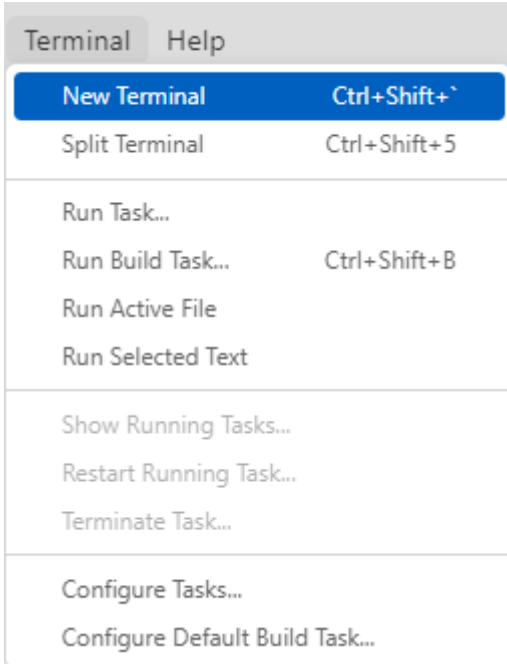 Terminal Help
New Terminal Ctrl+Shift+`
Split Terminal Ctrl+Shift+5
Run Task...
Run Build Task... Ctrl+Shift+B
Run Active File
Run Selected Text
Show Running Tasks...
Restart Running Task...
Terminate Task...
Configure Tasks...
Configure Default Build Task...